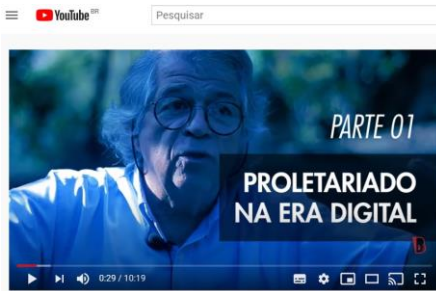 YouTube BR
Pesquisar
PARTE 01
PROLETARIADO
NA ERA DIGITAL
0:29 / 10:19